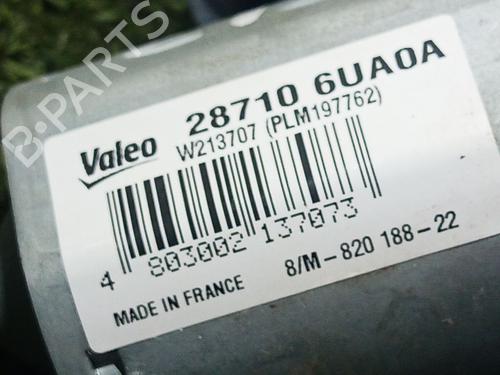 B-PARTS
Valeo
28710 6UA0A
W213707 (PLM197762)
4 803002 137073
8/M-820 188-22
MADE IN FRANCE